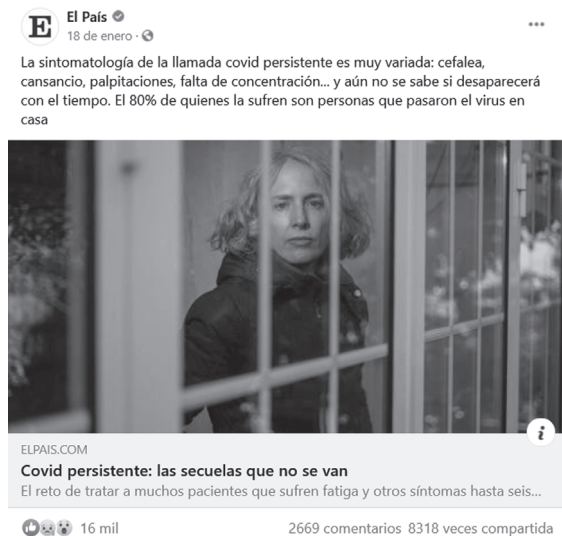 E
El País
18 de enero ·
La sintomatología de la llamada covid persistente es muy variada: cefalea,
cansancio, palpitaciones, falta de concentración... y aún no se sabe si desaparecerá
con el tiempo. El 80% de quienes la sufren son personas que pasaron el virus en
casa
i
ELPAIS.COM
Covid persistente: las secuelas que no se van
El reto de tratar a muchos pacientes que sufren fatiga y otros síntomas hasta seis...
16 mil
2669 comentarios 8318 veces compartida